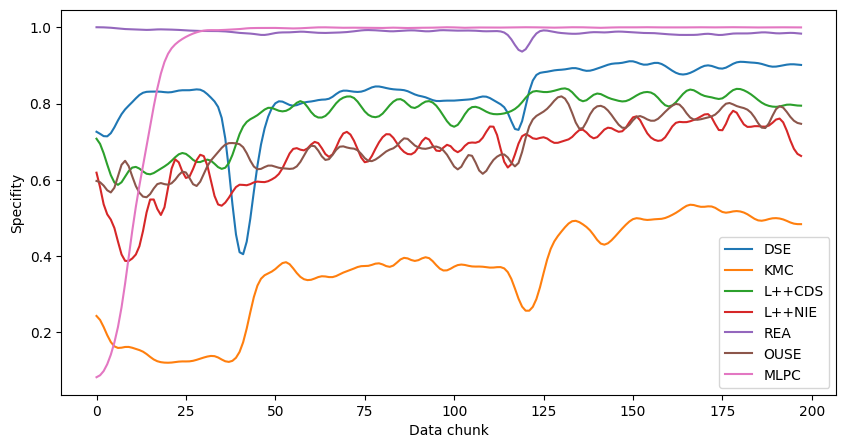 1.0
0.8
0.6
0.4
0.2
Specifity
0
25
50
75
100
125
150
175
200
Data chunk
DSE
KMC
L++CDS
L++NIE
REA
OUSE
MLPC